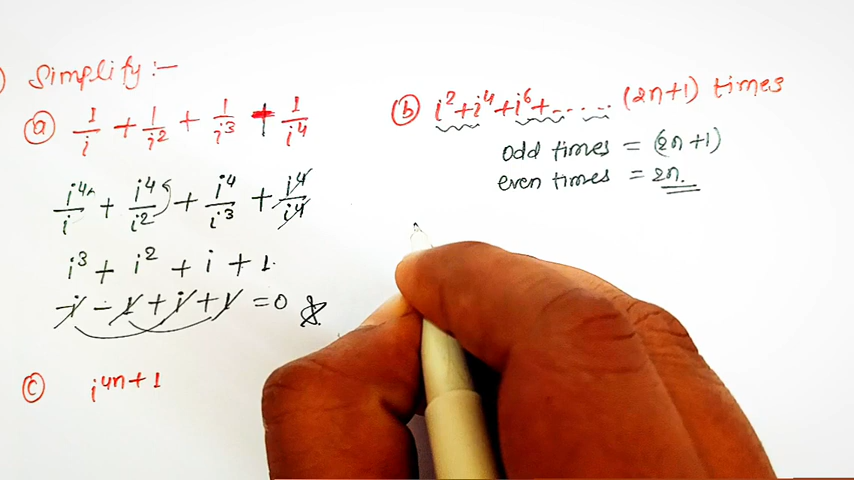 ) Simplify :-
(a) 1/i + 1/i² + 1/i³ + 1/i⁴
i⁴/i + i⁴/i² + i⁴/i³ + i⁴/i⁴
i³ + i² + i + 1.
-i - 1 + i + 1 = 0
(b) i² + i⁴ + i⁶ + ...... (2n+1) times
odd times = (2n+1)
even times = 2n.
(c) i⁴ⁿ + 1